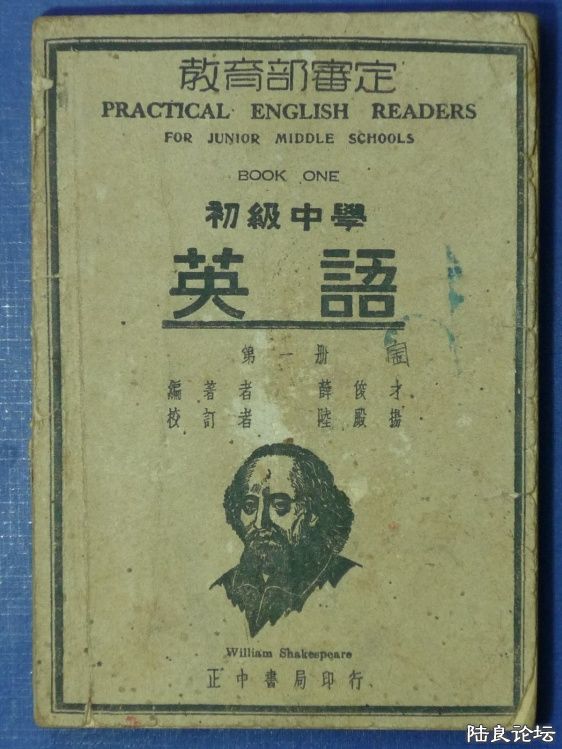 教育部審定
PRACTICAL ENGLISH READERS
FOR JUNIOR MIDDLE SCHOOLS
BOOK ONE
初級中學
英語
第一册
編著者 薛俊才
校訂者 陸殿揚
William Shakespeare
正中書局印行
陆良论坛